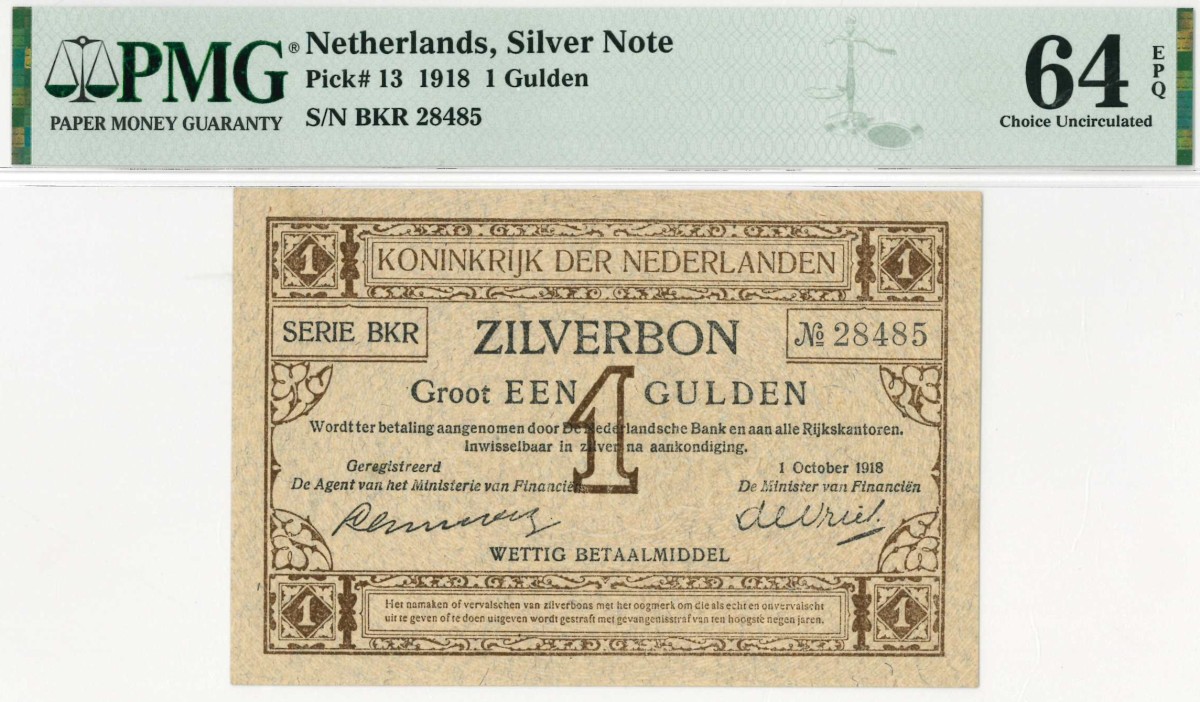 PMG® Netherlands, Silver Note
Pick# 13 1918 1 Gulden
PAPER MONEY GUARANTY S/N BKR 28485
64 EPQ
Choice Uncirculated
1 KONINKRIJK DER NEDERLANDEN 1
SERIE BKR ZILVERBON № 28485
Groot EEN 1 GULDEN
Wordt ter betaling aangenomen door De Nederlandsche Bank en aan alle Rijkskantoren.
Inwisselbaar in zilver na aankondiging.
Geregistreerd 1 October 1918
De Agent van het Ministerie van Financiën De Minister van Financiën
de Vries.
WETTIG BETAALMIDDEL
1 Het namaken of vervalschen van zilverbons met het oogmerk om die als echt en onvervalscht 1
uit te geven of te doen uitgeven wordt gestraft met gevangenisstraf van ten hoogste negen jaren.